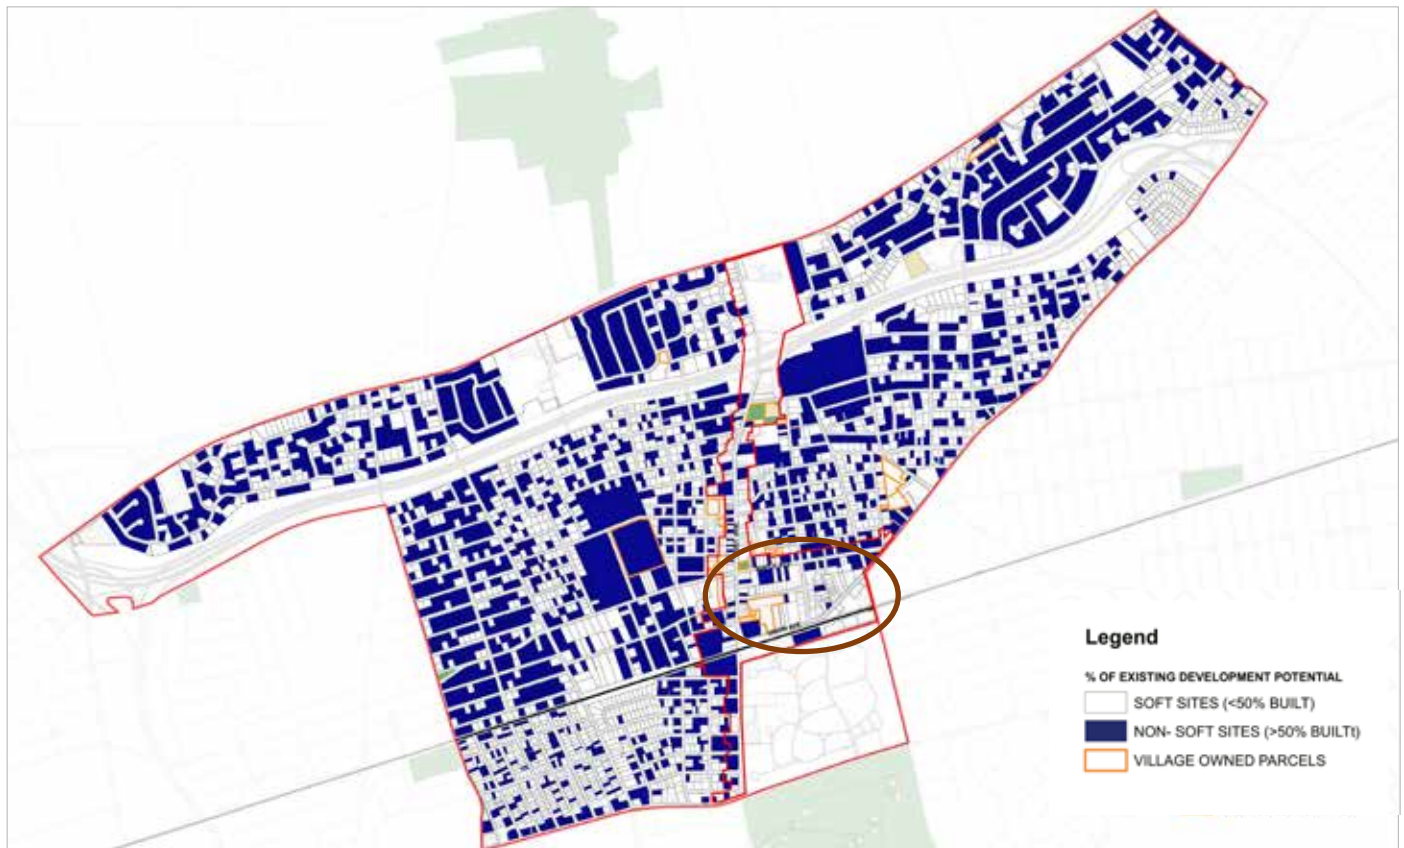 Legend
% OF EXISTING DEVELOPMENT POTENTIAL
SOFT SITES (<50% BUILT)
NON- SOFT SITES (>50% BUILTt)
VILLAGE OWNED PARCELS